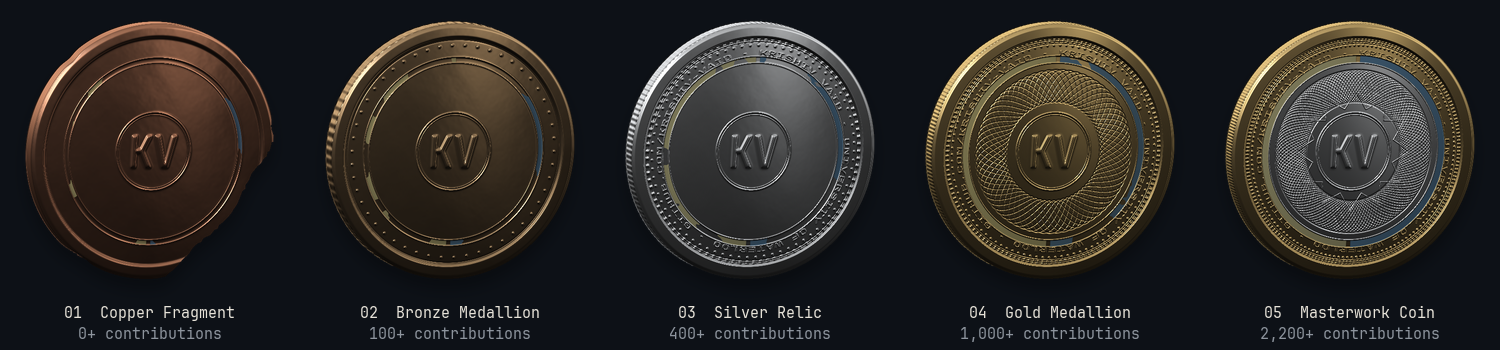 KV
KV
KV
KV
KV
01 Copper Fragment
0+ contributions
02 Bronze Medallion
100+ contributions
03 Silver Relic
400+ contributions
04 Gold Medallion
1,000+ contributions
05 Masterwork Coin
2,200+ contributions